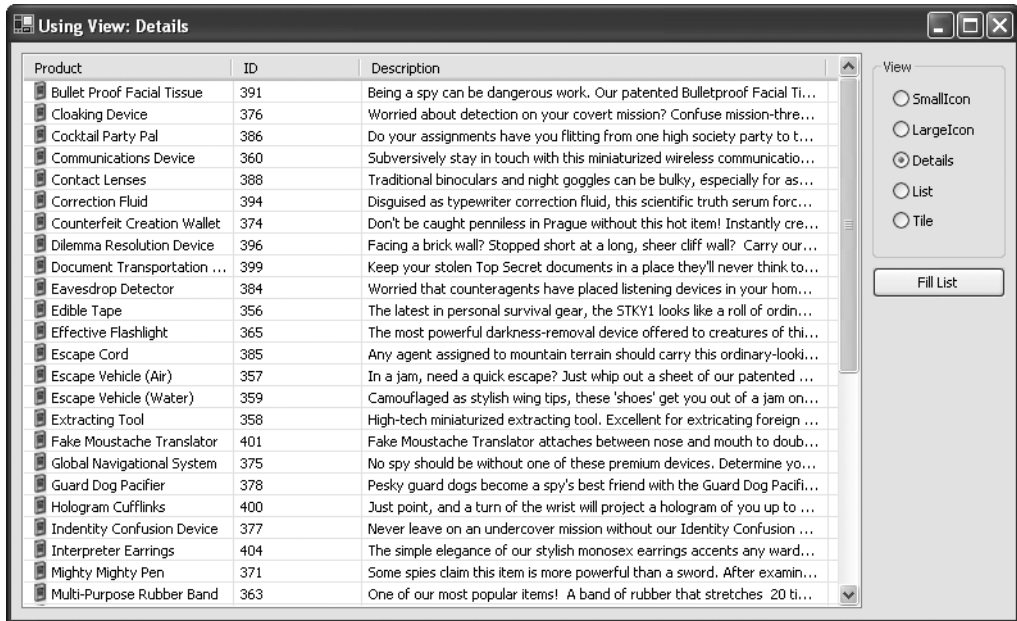 Using View: Details
Product ID Description
Bullet Proof Facial Tissue 391 Being a spy can be dangerous work. Our patented Bulletproof Facial Ti...
Cloaking Device 376 Worried about detection on your covert mission? Confuse mission-thre...
Cocktail Party Pal 386 Do your assignments have you flitting from one high society party to t...
Communications Device 360 Subversively stay in touch with this miniaturized wireless communicatio...
Contact Lenses 388 Traditional binoculars and night goggles can be bulky, especially for as...
Correction Fluid 394 Disguised as typewriter correction fluid, this scientific truth serum forc...
Counterfeit Creation Wallet 374 Don't be caught penniless in Prague without this hot item! Instantly cre...
Dilemma Resolution Device 396 Facing a brick wall? Stopped short at a long, sheer cliff wall?  Carry our...
Document Transportation ... 399 Keep your stolen Top Secret documents in a place they'll never think to...
Eavesdrop Detector 384 Worried that counteragents have placed listening devices in your hom...
Edible Tape 356 The latest in personal survival gear, the STKY1 looks like a roll of ordin...
Effective Flashlight 365 The most powerful darkness-removal device offered to creatures of thi...
Escape Cord 385 Any agent assigned to mountain terrain should carry this ordinary-looki...
Escape Vehicle (Air) 357 In a jam, need a quick escape? Just whip out a sheet of our patented ...
Escape Vehicle (Water) 359 Camouflaged as stylish wing tips, these 'shoes' get you out of a jam on...
Extracting Tool 358 High-tech miniaturized extracting tool. Excellent for extricating foreign ...
Fake Moustache Translator 401 Fake Moustache Translator attaches between nose and mouth to doub...
Global Navigational System 375 No spy should be without one of these premium devices. Determine yo...
Guard Dog Pacifier 378 Pesky guard dogs become a spy's best friend with the Guard Dog Pacifi...
Hologram Cufflinks 400 Just point, and a turn of the wrist will project a hologram of you up to ...
Indentity Confusion Device 377 Never leave on an undercover mission without our Identity Confusion ...
Interpreter Earrings 404 The simple elegance of our stylish monosex earrings accents any ward...
Mighty Mighty Pen 371 Some spies claim this item is more powerful than a sword. After examin...
Multi-Purpose Rubber Band 363 One of our most popular items!  A band of rubber that stretches  20 ti...
View
SmallIcon
LargeIcon
Details
List
Tile
Fill List